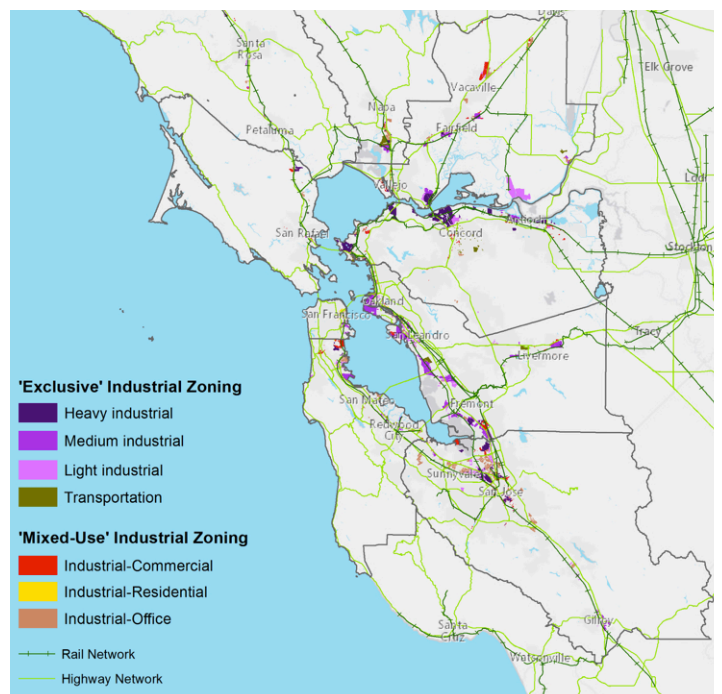 Davis
Santa
Rosa
Elk Grove
Vacaville
Napa
Petaluma
Fairfield
Lodi
Vallejo
Antioch
San Rafael
Concord
Stockton
Oakland
San Francisco
San Leandro
Tracy
Livermore
'Exclusive' Industrial Zoning
Heavy industrial
Medium industrial
Light industrial
Transportation
San Mateo
Fremont
Redwood
City
Sunnyvale
San José
'Mixed-Use' Industrial Zoning
Industrial-Commercial
Industrial-Residential
Industrial-Office
Gilroy
Santa
Cruz
Watsonville
Rail Network
Highway Network